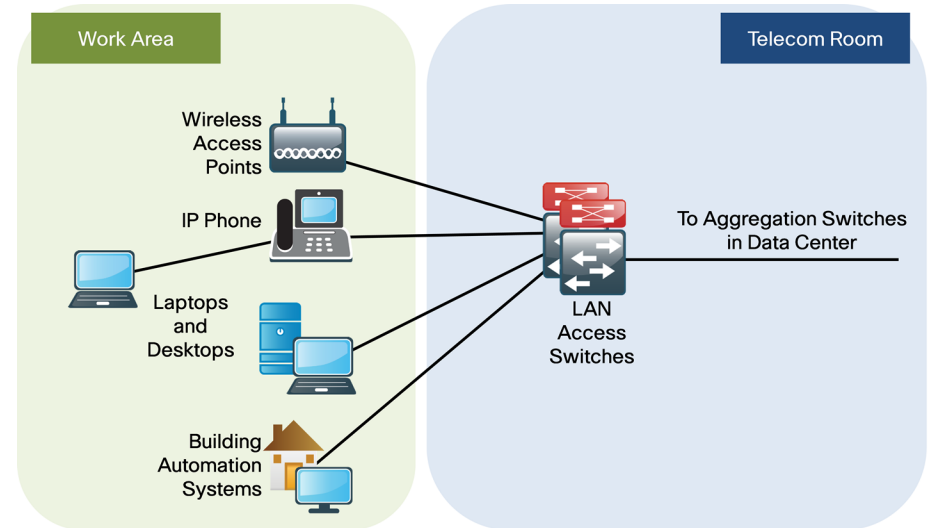 Work Area
Telecom Room
Wireless
Access
Points
IP Phone
To Aggregation Switches
in Data Center
Laptops
and
Desktops
LAN
Access
Switches
Building
Automation
Systems